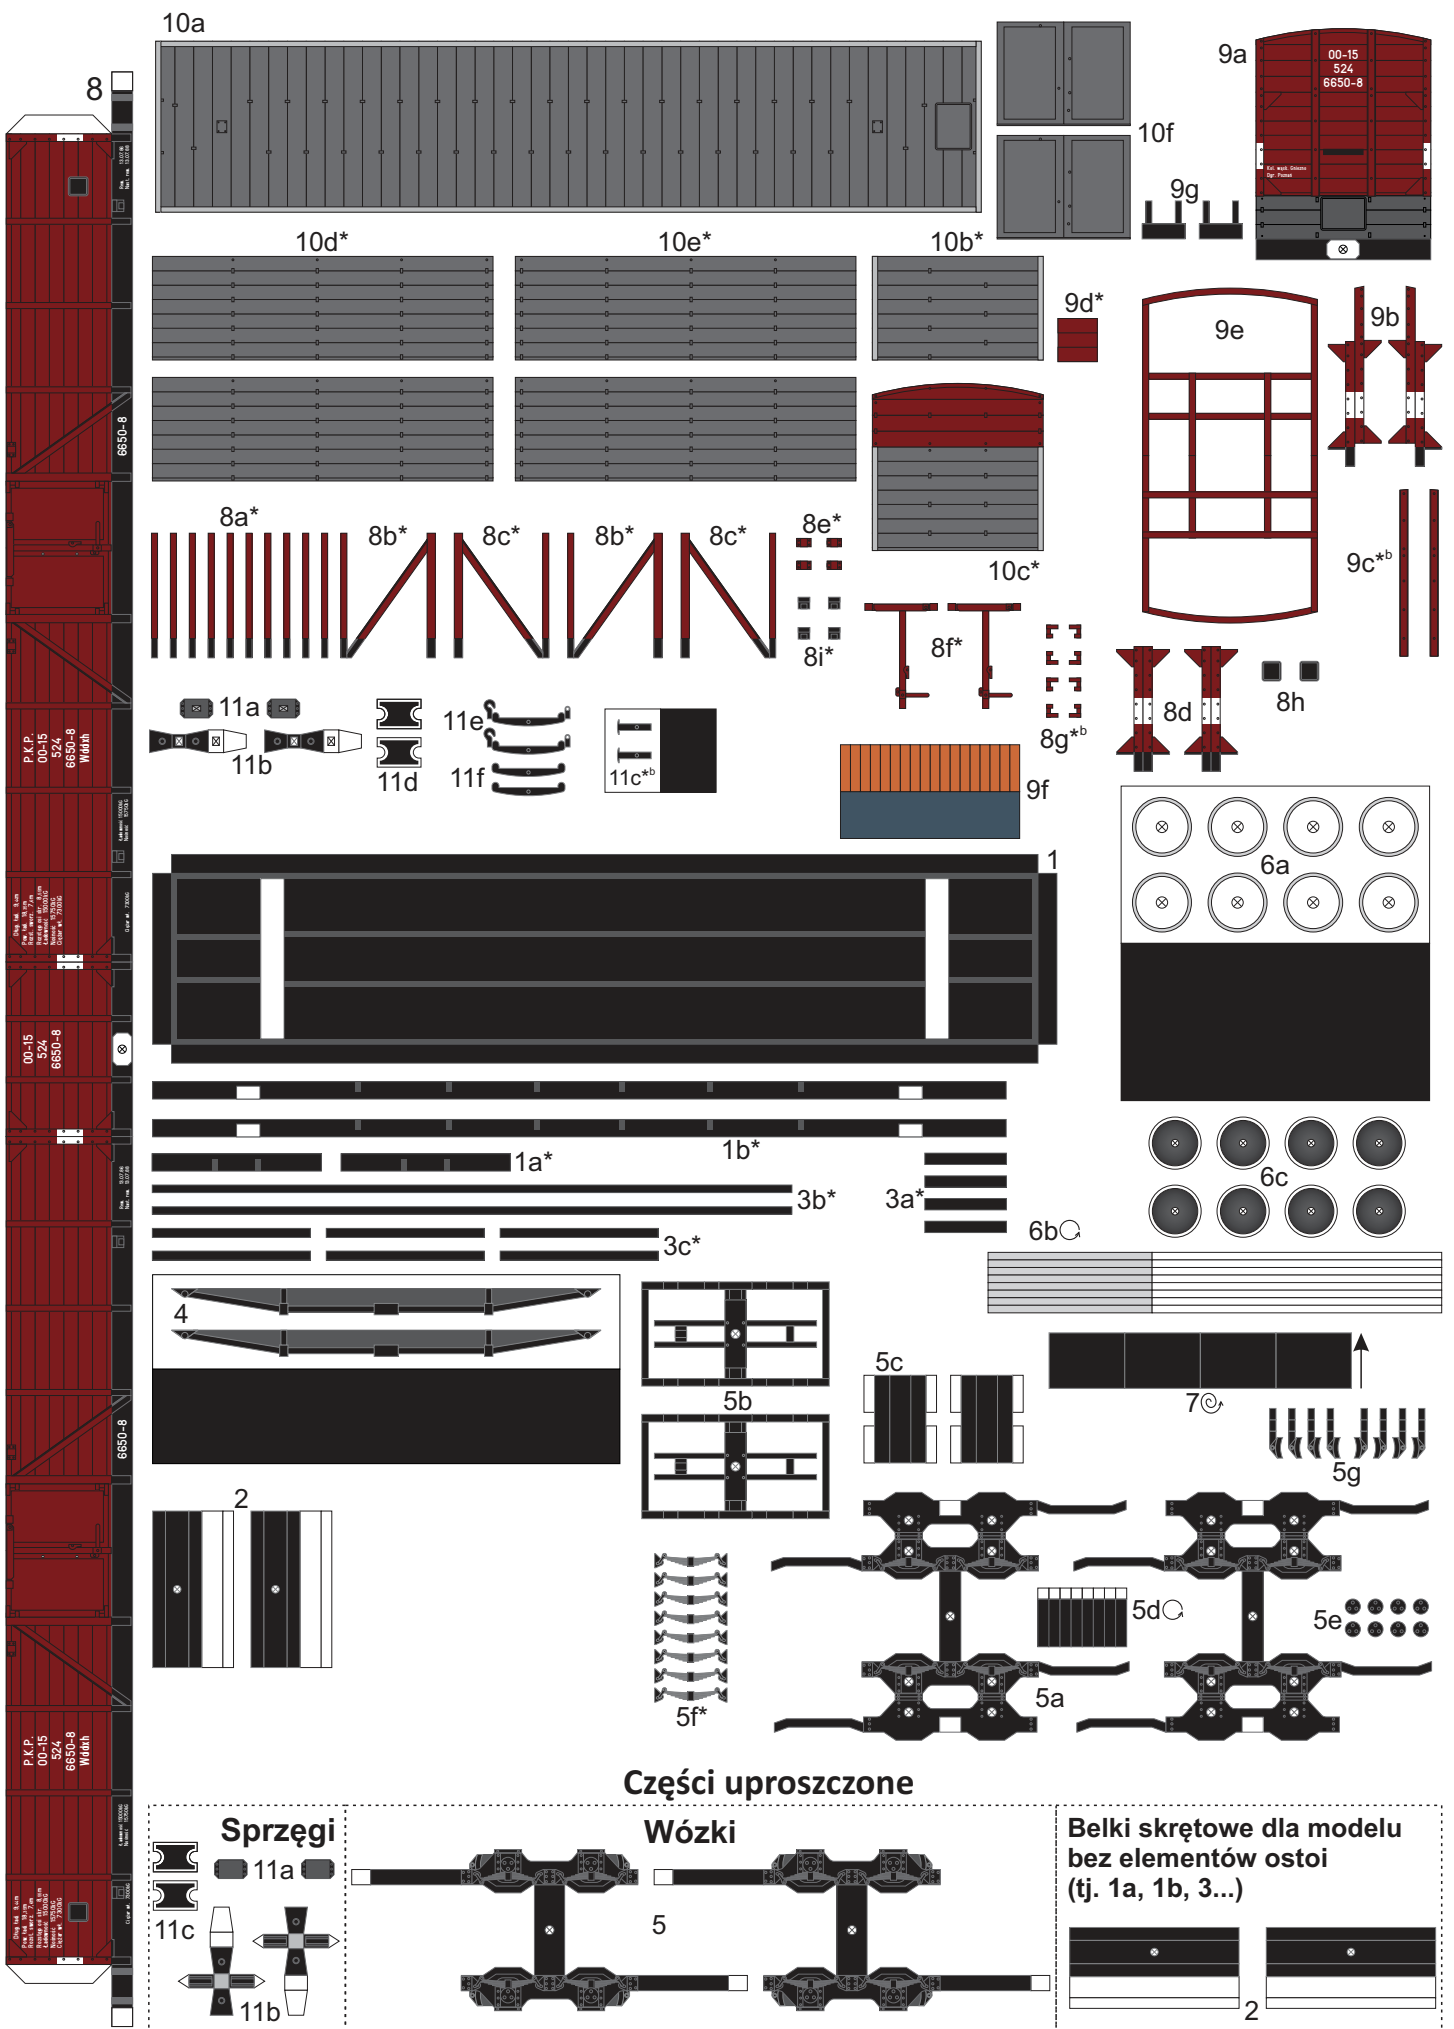 10a
8
9a
00-15
524
6650-8
10f
9g
Kol. wąsk. Gniezno
Dyr. Poznań
10d*
10e*
10b*
9d*
9e
9b
6650-8
8a*
8b*
8c*
8b*
8c*
8e*
10c*
9c*b
8i*
8f*
8g*b
8d
8h
11a
11b
11d
11e
11f
11c*b
9f
P.K.P.
00-15
524
6650-8
Wddxh
1
6a
00-15
524
6650-8
1b*
1a*
3b*
3a*
3c*
6c
6b
4
5b
5c
7
5g
6650-8
2
5d
5e
5f*
5a
P.K.P.
00-15
524
6650-8
Wddxh
Części uproszczone
Sprzęgi
11a
11c
11b
Wózki
5
Belki skrętowe dla modelu
bez elementów ostoi
(tj. 1a, 1b, 3...)
2